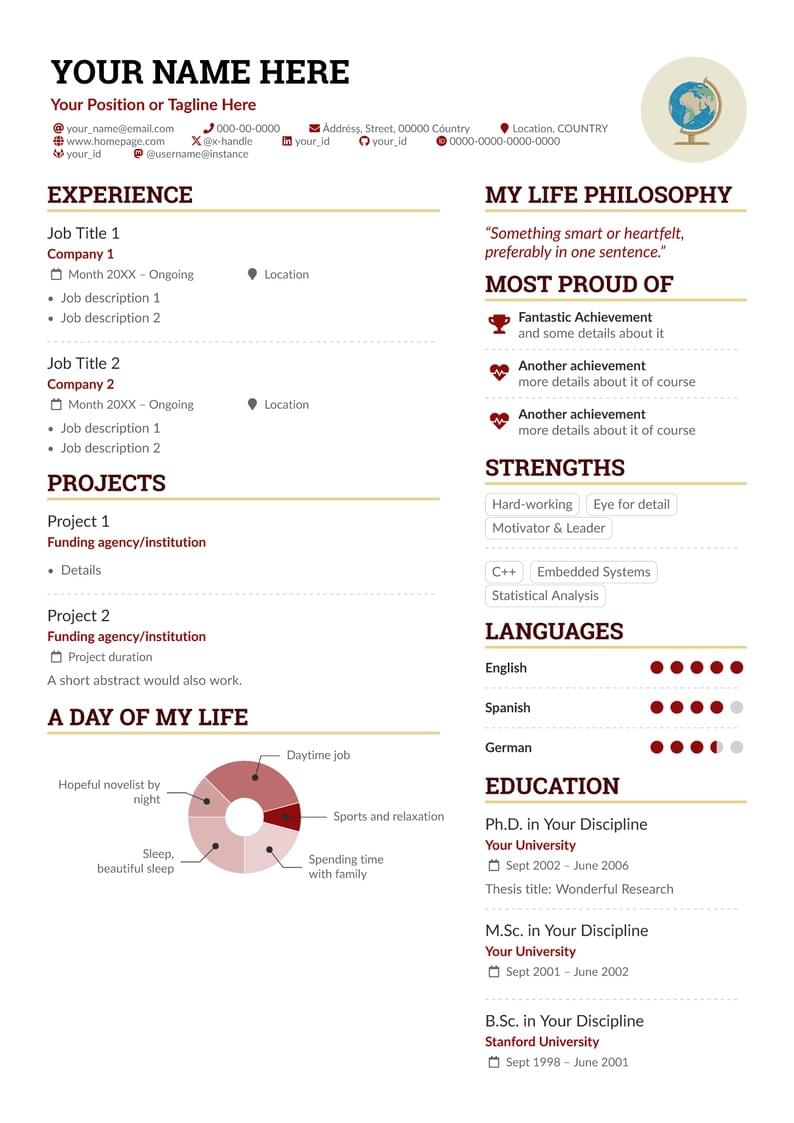 YOUR NAME HERE
Your Position or Tagline Here
your_name@email.com 000-00-0000 Åddrésş, Street, 00000 Cóuntry Location, COUNTRY
www.homepage.com @x-handle your_id your_id 0000-0000-0000-0000
your_id @username@instance
EXPERIENCE
Job Title 1
Company 1
Month 20XX – Ongoing Location
• Job description 1
• Job description 2
Job Title 2
Company 2
Month 20XX – Ongoing Location
• Job description 1
• Job description 2
PROJECTS
Project 1
Funding agency/institution
• Details
Project 2
Funding agency/institution
Project duration
A short abstract would also work.
A DAY OF MY LIFE
Daytime job
Hopeful novelist by
night
Sports and relaxation
Sleep,
beautiful sleep
Spending time
with family
MY LIFE PHILOSOPHY
“Something smart or heartfelt,
preferably in one sentence.”
MOST PROUD OF
Fantastic Achievement
and some details about it
Another achievement
more details about it of course
Another achievement
more details about it of course
STRENGTHS
Hard-working Eye for detail
Motivator & Leader
C++ Embedded Systems
Statistical Analysis
LANGUAGES
English
Spanish
German
EDUCATION
Ph.D. in Your Discipline
Your University
Sept 2002 – June 2006
Thesis title: Wonderful Research
M.Sc. in Your Discipline
Your University
Sept 2001 – June 2002
B.Sc. in Your Discipline
Stanford University
Sept 1998 – June 2001